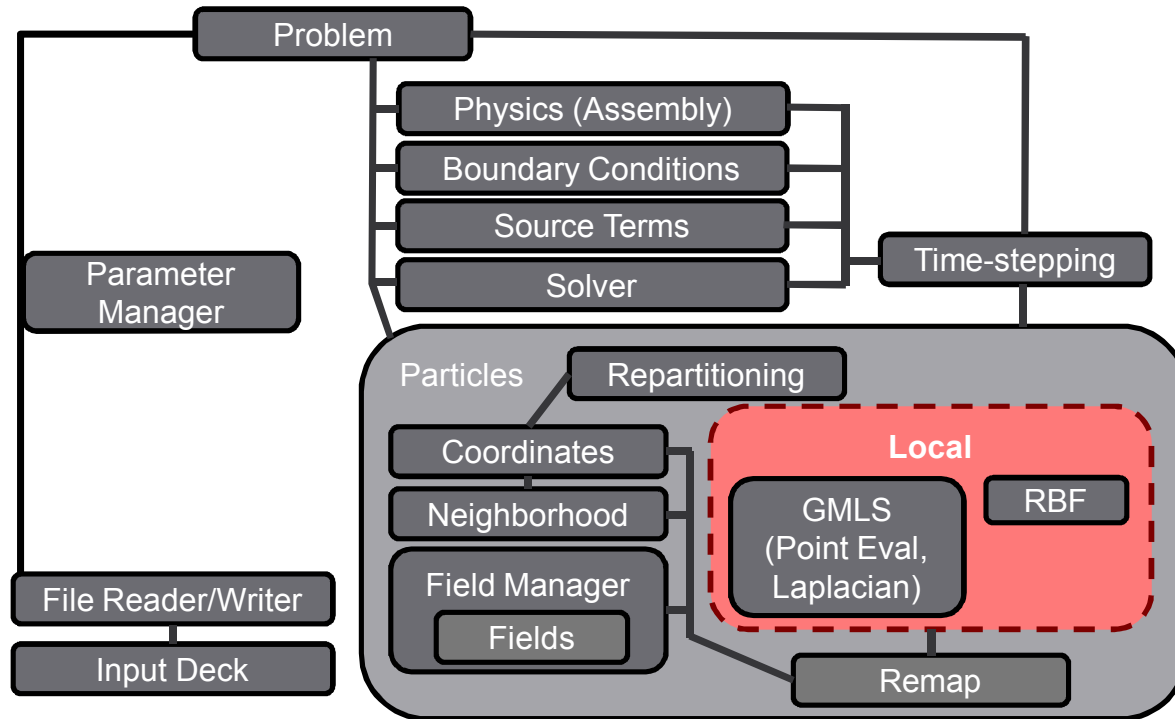 Problem
Physics (Assembly)
Boundary Conditions
Source Terms
Solver
Time-stepping
Parameter
Manager
Particles
Repartitioning
Coordinates
Neighborhood
Field Manager
Fields
Local
GMLS
(Point Eval,
Laplacian)
RBF
Remap
File Reader/Writer
Input Deck